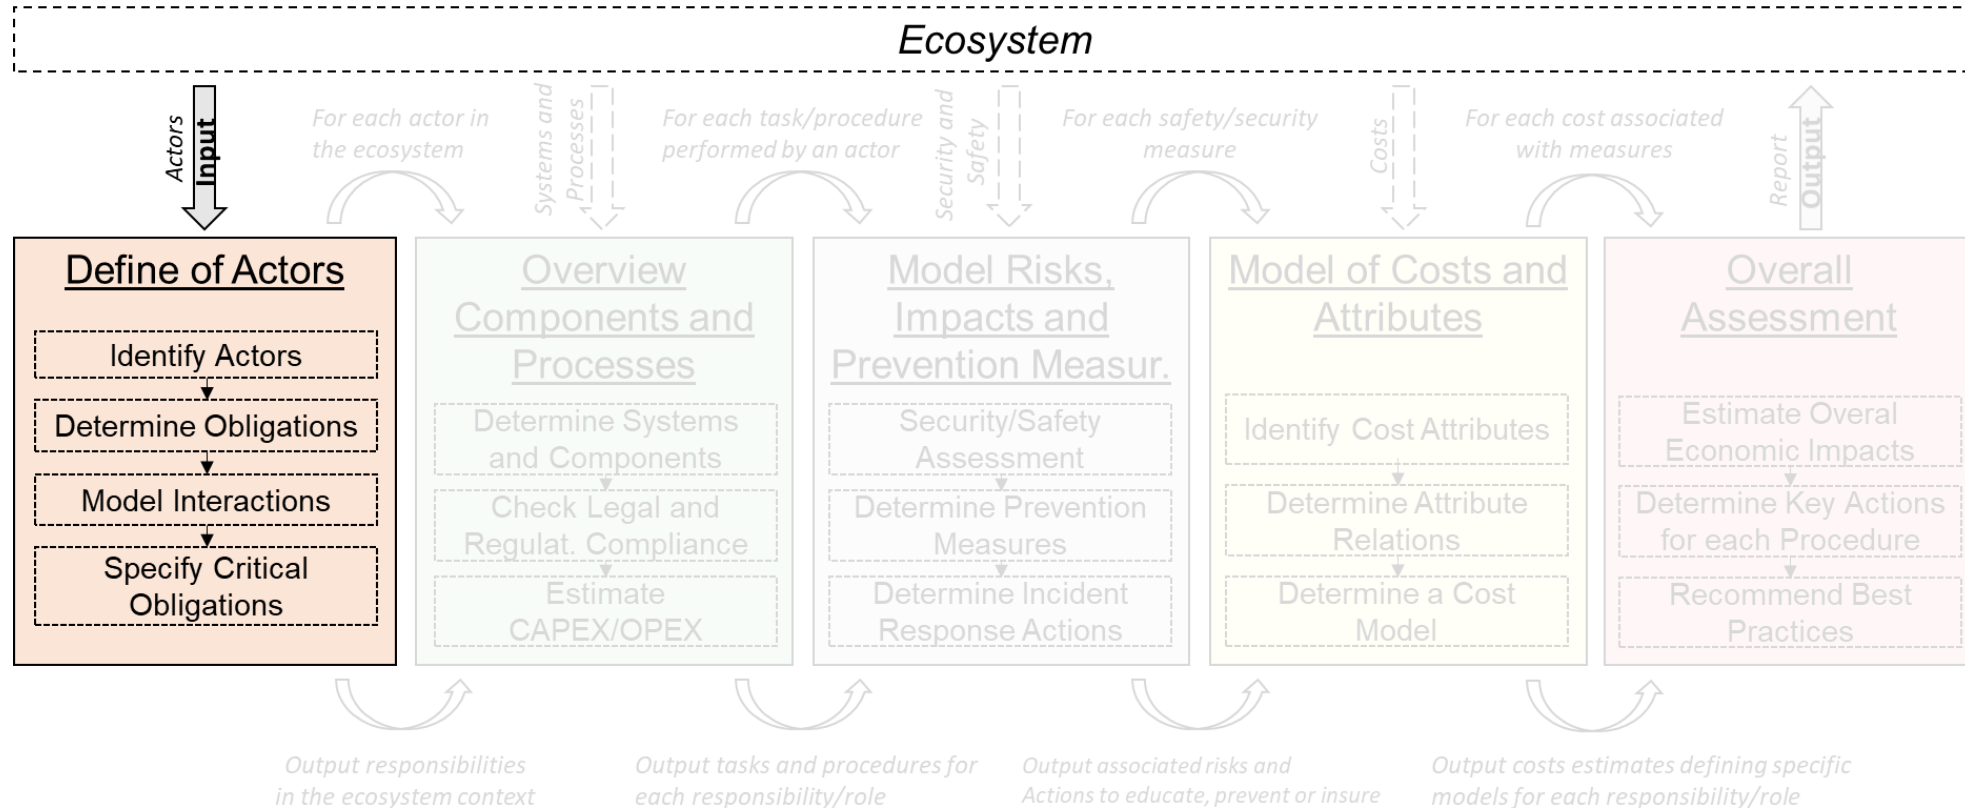 Ecosystem
Actors
Input
For each actor in
the ecosystem
Systems and
Processes
For each task/procedure
performed by an actor
Security and
Safety
For each safety/security
measure
Costs
For each cost associated
with measures
Report
Output
Define of Actors
Identify Actors
Determine Obligations
Model Interactions
Specify Critical
Obligations
Overview
Components and
Processes
Determine Systems
and Components
Check Legal and
Regulat. Compliance
Estimate
CAPEX/OPEX
Model Risks,
Impacts and
Prevention Measur.
Security/Safety
Assessment
Determine Prevention
Measures
Determine Incident
Response Actions
Model of Costs and
Attributes
Identify Cost Attributes
Determine Attribute
Relations
Determine a Cost
Model
Overall
Assessment
Estimate Overal
Economic Impacts
Determine Key Actions
for each Procedure
Recommend Best
Practices
Output responsibilities
in the ecosystem context
Output tasks and procedures for
each responsibility/role
Output associated risks and
Actions to educate, prevent or insure
Output costs estimates defining specific
models for each responsibility/role